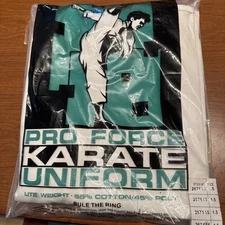 PRO FORCE
KARATE
UNIFORM
LITE WEIGHT • 55% COTTON/45% POLY
RULE THE RING